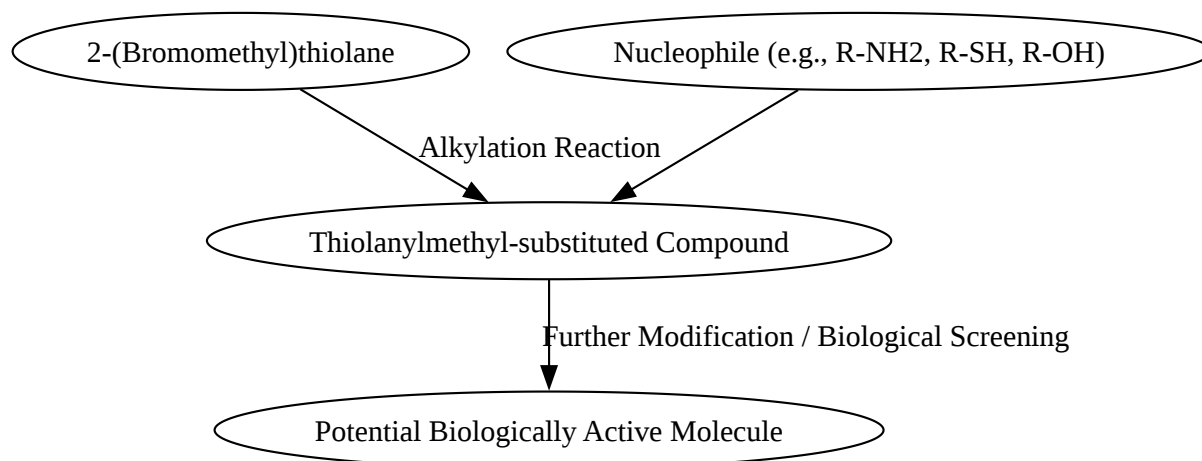 2-(Bromomethyl)thiolane
Nucleophile (e.g., R-NH2, R-SH, R-OH)
Alkylation Reaction
Thiolanylmethyl-substituted Compound
Further Modification / Biological Screening
Potential Biologically Active Molecule